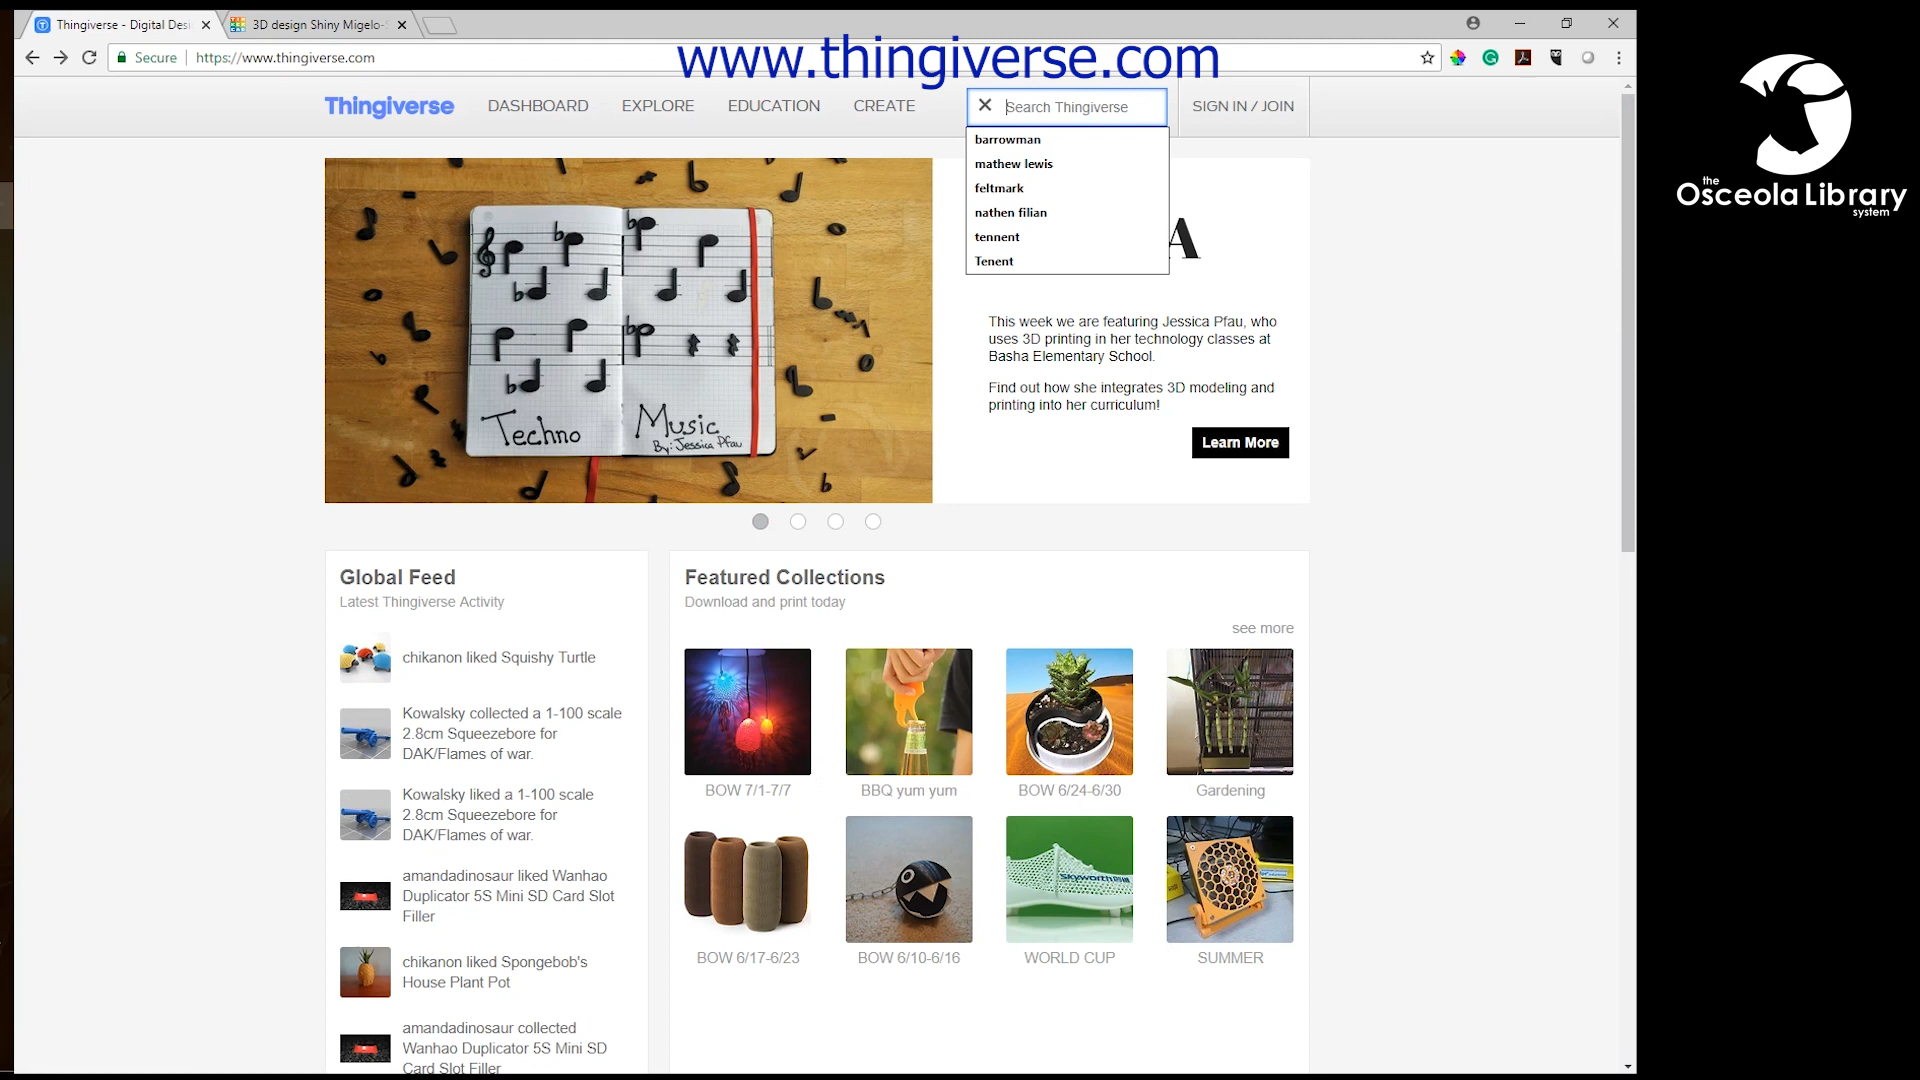 Thingiverse - Digital Desi
3D design Shiny Migelo-
Secure
https://www.thingiverse.com
www.thingiverse.com
Thingiverse
DASHBOARD
EXPLORE
EDUCATION
CREATE
Search Thingiverse
SIGN IN / JOIN
barrowman
mathew lewis
feltmark
nathen filian
tennent
Tenent
A
the
Osceola Library
system
Techno
Music
By: Jessica Pfau
This week we are featuring Jessica Pfau, who
uses 3D printing in her technology classes at
Basha Elementary School.
Find out how she integrates 3D modeling and
printing into her curriculum!
Learn More
Global Feed
Latest Thingiverse Activity
chikanon liked Squishy Turtle
Kowalsky collected a 1-100 scale
2.8cm Squeezebore for
DAK/Flames of war.
Kowalsky liked a 1-100 scale
2.8cm Squeezebore for
DAK/Flames of war.
amandadinosaur liked Wanhao
Duplicator 5S Mini SD Card Slot
Filler
chikanon liked Spongebob's
House Plant Pot
amandadinosaur collected
Wanhao Duplicator 5S Mini SD
Card Slot Filler
Featured Collections
Download and print today
see more
BOW 7/1-7/7
BBQ yum yum
BOW 6/24-6/30
Gardening
skyworth
BOW 6/17-6/23
BOW 6/10-6/16
WORLD CUP
SUMMER